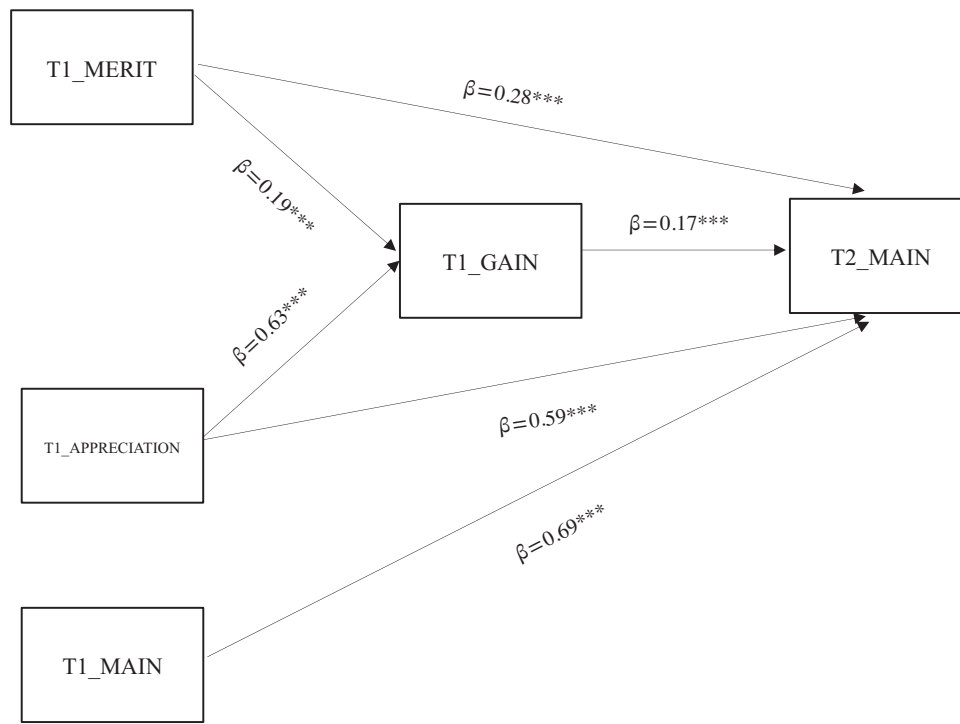 T1_MERIT
β=0.28***
β=0.19***
T1_GAIN
β=0.17***
T2_MAIN
β=0.63***
T1_APPRECIATION
β=0.59***
β=0.69***
T1_MAIN